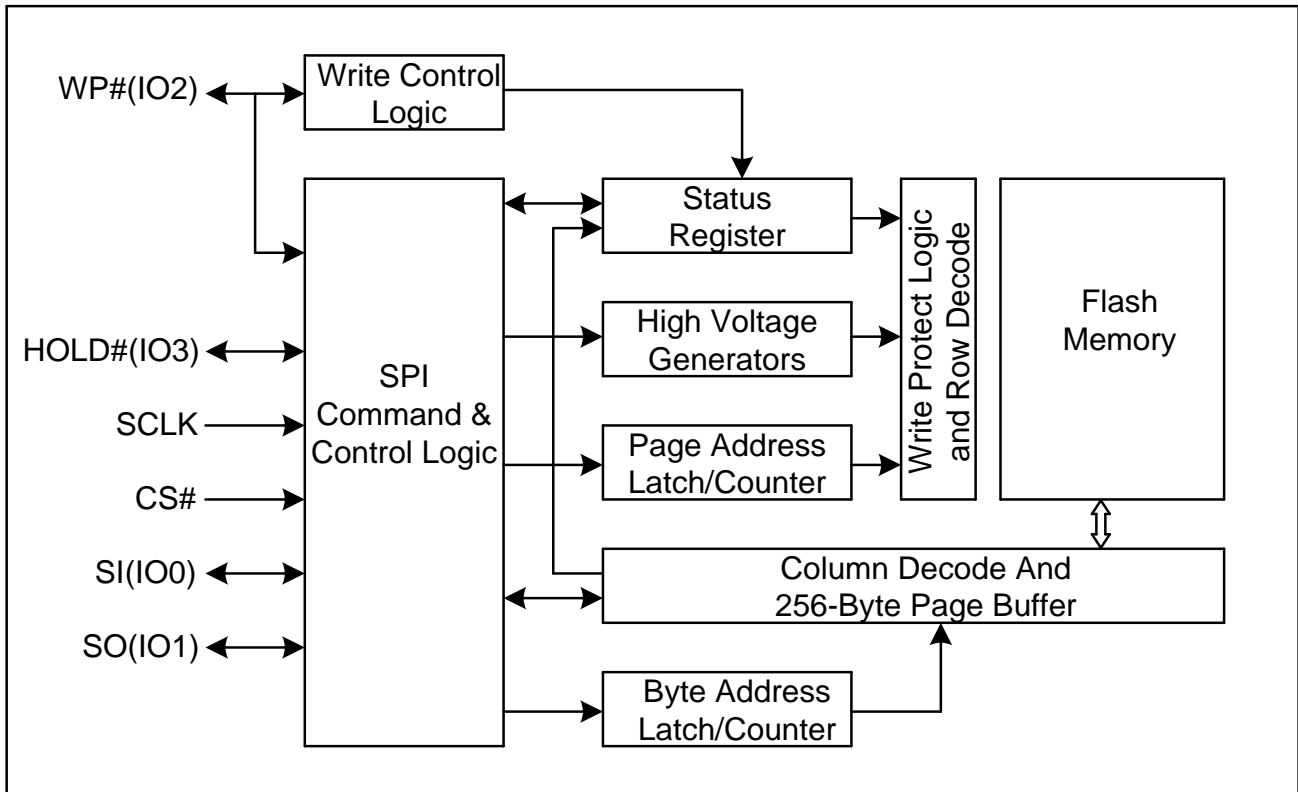 WP#(IO2)
Write Control
Logic
HOLD#(IO3)
SCLK
CS#
SI(IO0)
SO(IO1)
SPI
Command &
Control Logic
Status
Register
High Voltage
Generators
Page Address
Latch/Counter
Write Protect Logic
and Row Decode
Flash
Memory
Column Decode And
256-Byte Page Buffer
Byte Address
Latch/Counter